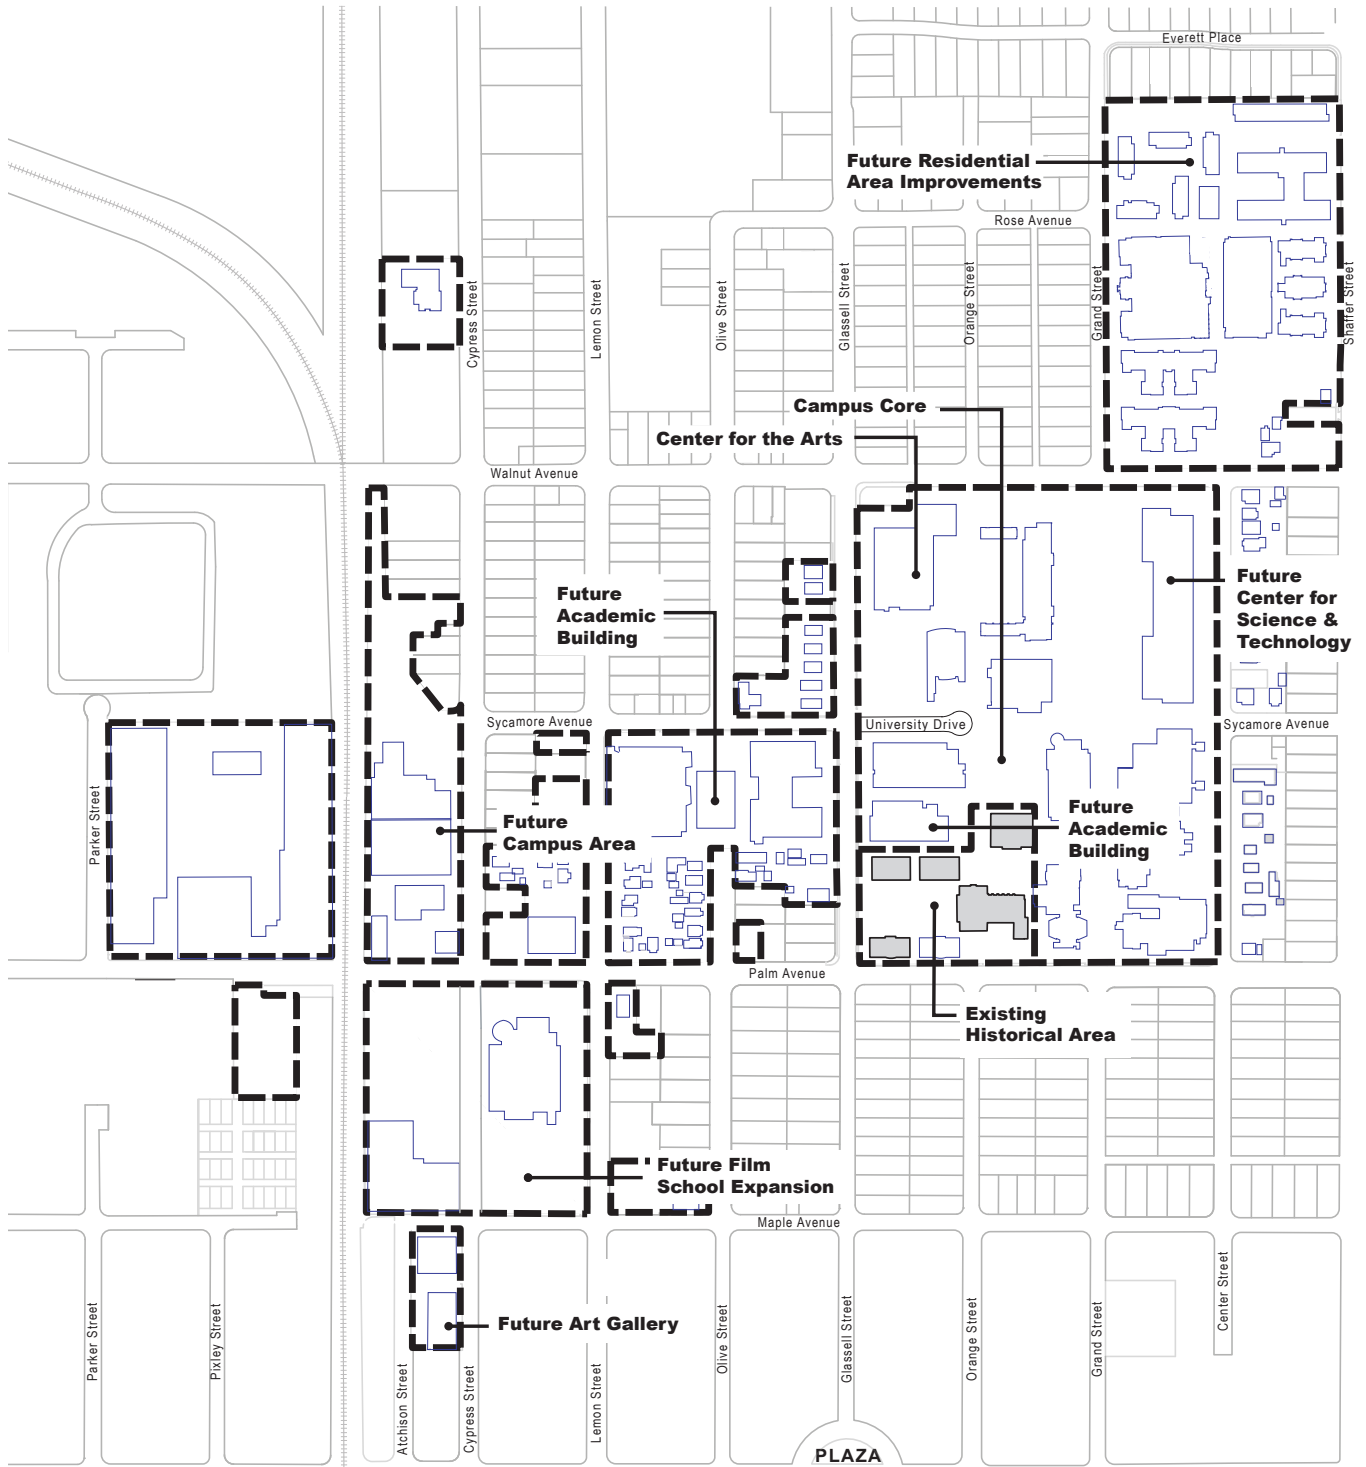 Everett Place
Future Residential
Area Improvements
Rose Avenue
Cypress Street
Lemon Street
Olive Street
Glassell Street
Orange Street
Grand Street
Shaffer Street
Campus Core
Center for the Arts
Walnut Avenue
Future
Academic
Building
Future
Center for
Science &
Technology
Sycamore Avenue
University Drive
Sycamore Avenue
Parker Street
Future
Campus Area
Future
Academic
Building
Palm Avenue
Existing
Historical Area
Future Film
School Expansion
Maple Avenue
Future Art Gallery
Parker Street
Pixley Street
Atchison Street
Cypress Street
Lemon Street
Olive Street
Glassell Street
Orange Street
Grand Street
Center Street
PLAZA